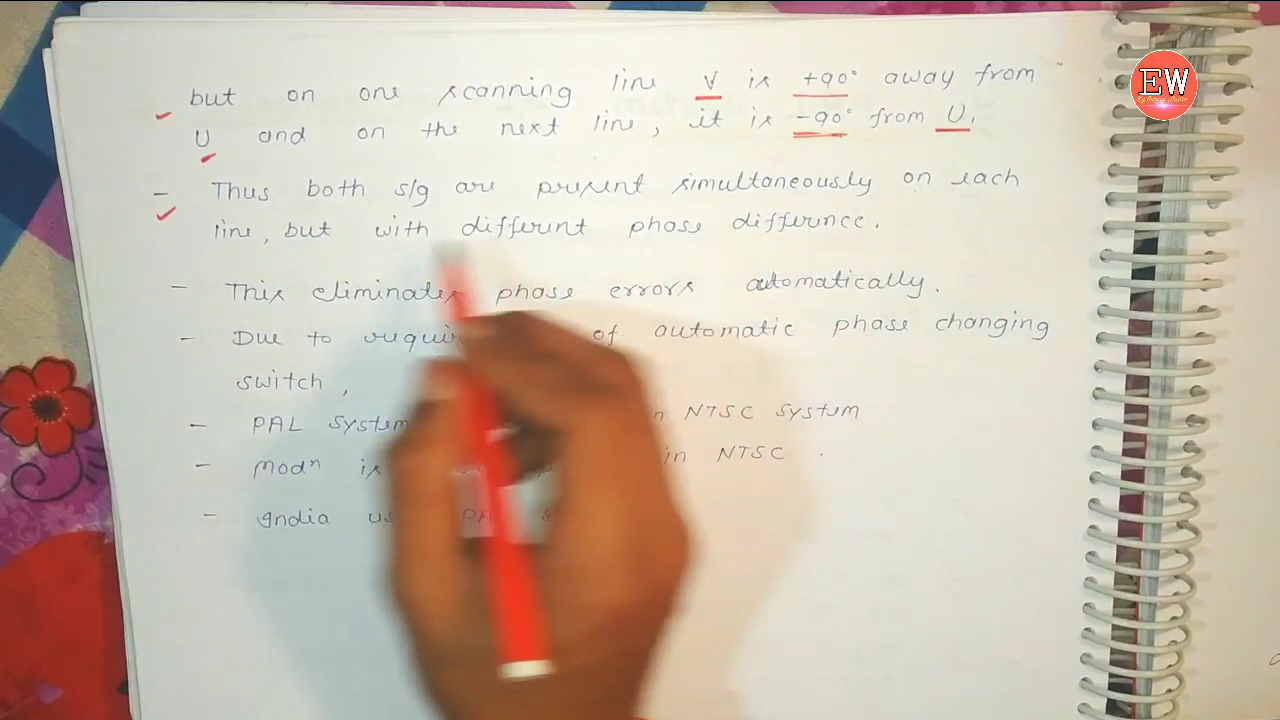 but on one scanning line V is +90° away from
U and on the next line, it is -90° from U.
- Thus both s/g are present simultaneously on each
line, but with different phase difference.
- This eliminates phase errors automatically.
- Due to of automatic phase changing
switch,
- PAL system NTSC system
- Modⁿ is in NTSC.
- India
EW